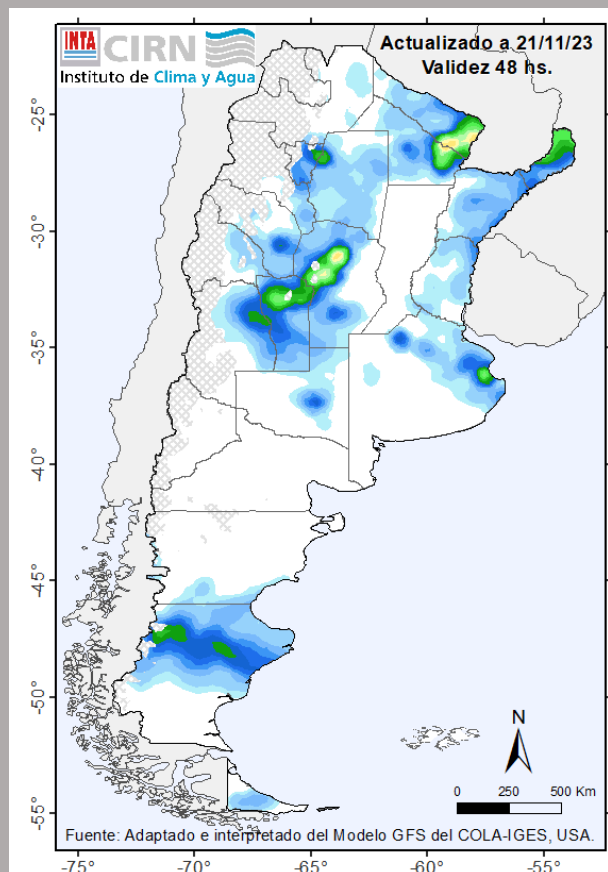 INTA CIRN
Instituto de Clima y Agua
Actualizado a 21/11/23
Validez 48 hs.
-25°
-30°
-35°
-40°
-45°
-50°
-55°
N
0 250 500 Km
Fuente: Adaptado e interpretado del Modelo GFS del COLA-IGES, USA.
-75° -70° -65° -60° -55°